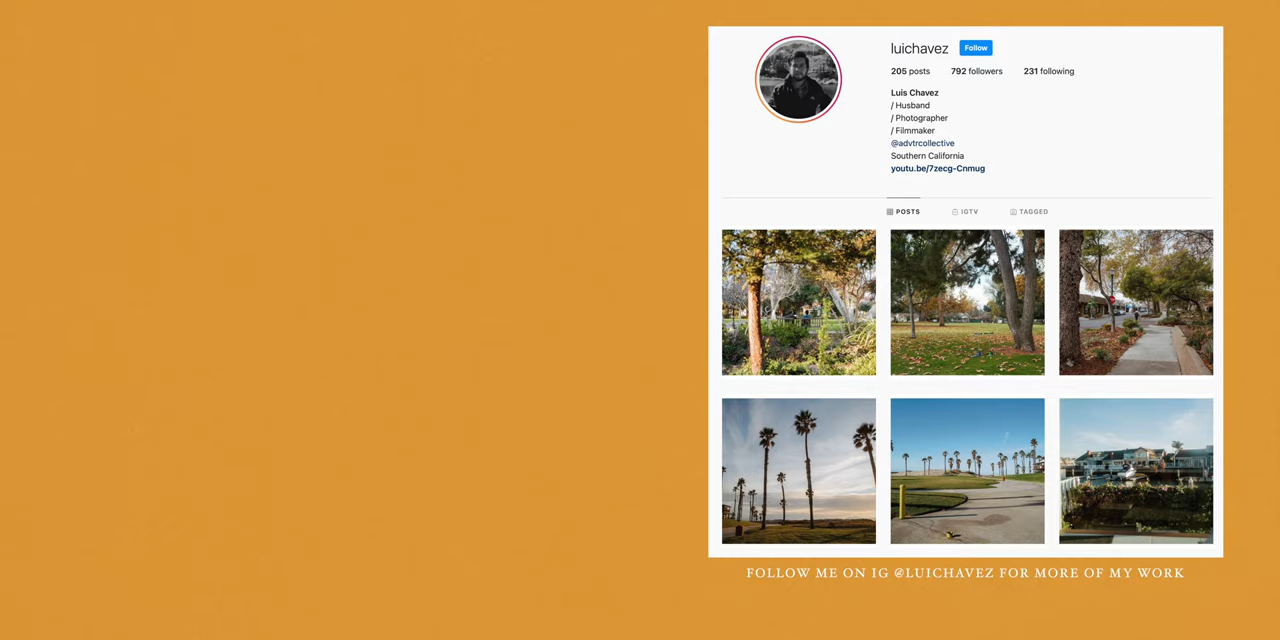 luichavez Follow
205 posts 792 followers 231 following
Luis Chavez
/ Husband
/ Photographer
/ Filmmaker
@advtrcollective
Southern California
youtu.be/7zecg-Cnmug
POSTS IGTV TAGGED
FOLLOW ME ON IG @LUICHAVEZ FOR MORE OF MY WORK